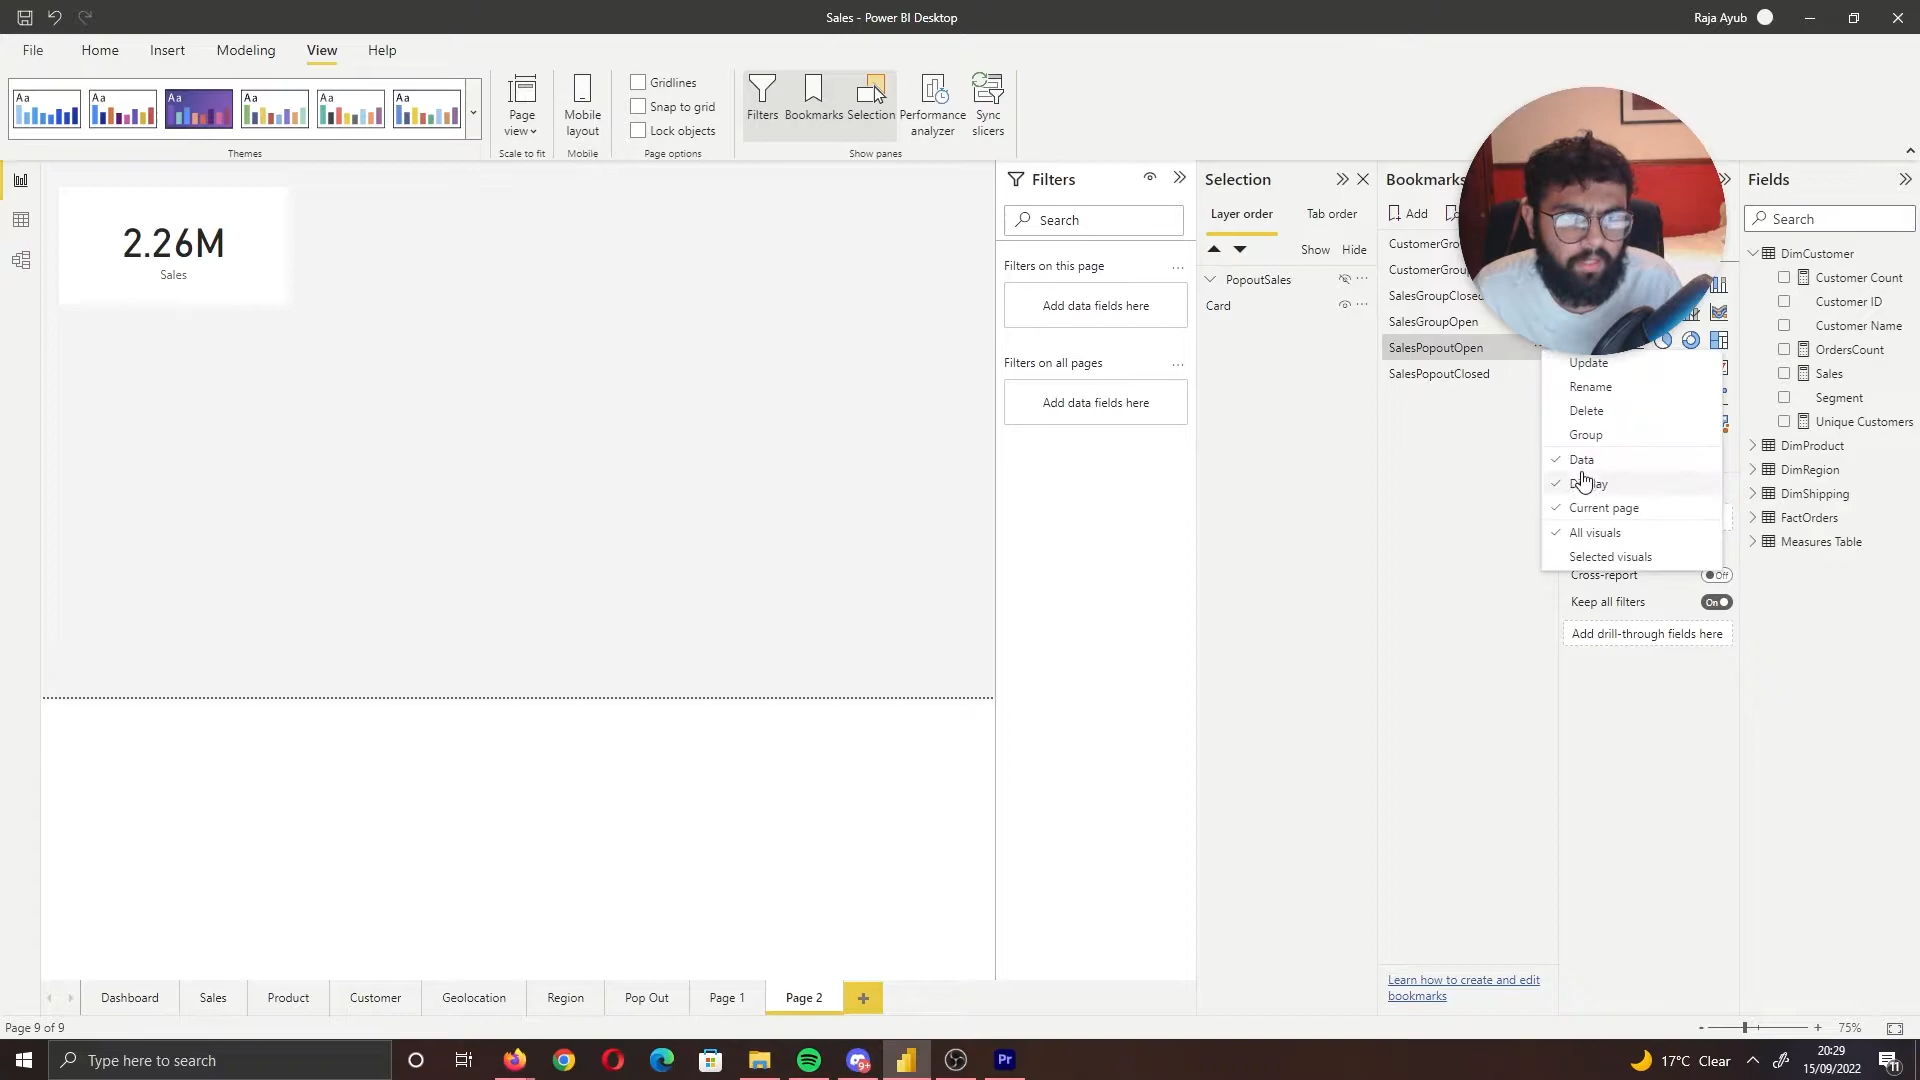 Sales - Power BI Desktop
Raja Ayub
File
Home
Insert
Modeling
View
Help
Aa
Aa
Aa
Aa
Aa
Aa
Themes
Page view
Scale to fit
Mobile layout
Mobile
Gridlines
Snap to grid
Lock objects
Page options
Filters
Bookmarks
Selection
Performance analyzer
Sync slicers
Show panes
2.26M
Sales
Filters
Search
Filters on this page
...
Add data fields here
Filters on all pages
...
Add data fields here
Selection
Layer order
Tab order
Show
Hide
PopoutSales
Card
Bookmarks
Add
SalesGroupClosed
SalesGroupOpen
SalesPopoutOpen
SalesPopoutClosed
Update
Rename
Delete
Group
Data
Current page
All visuals
Selected visuals
Cross-report
Off
Keep all filters
On
Add drill-through fields here
Learn how to create and edit
bookmarks
Fields
Search
DimCustomer
Customer Count
Customer ID
Customer Name
OrdersCount
Sales
Segment
Unique Customers
DimProduct
DimRegion
DimShipping
FactOrders
Measures Table
Dashboard
Sales
Product
Customer
Geolocation
Region
Pop Out
Page 1
Page 2
Page 9 of 9
75%
Type here to search
9+
Pr
17°C Clear
20:29
15/09/2022
11